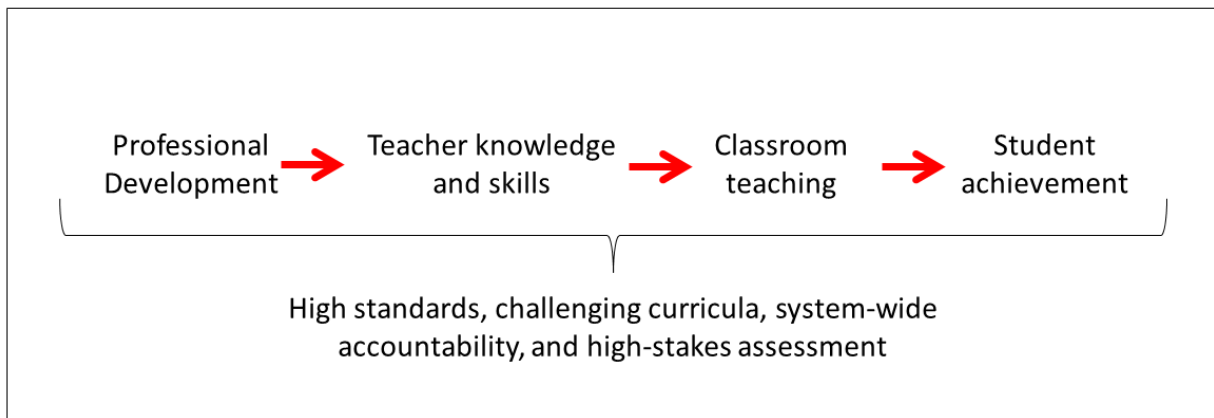 Professional
Development
Teacher knowledge
and skills
Classroom
teaching
Student
achievement
High standards, challenging curricula, system-wide
accountability, and high-stakes assessment